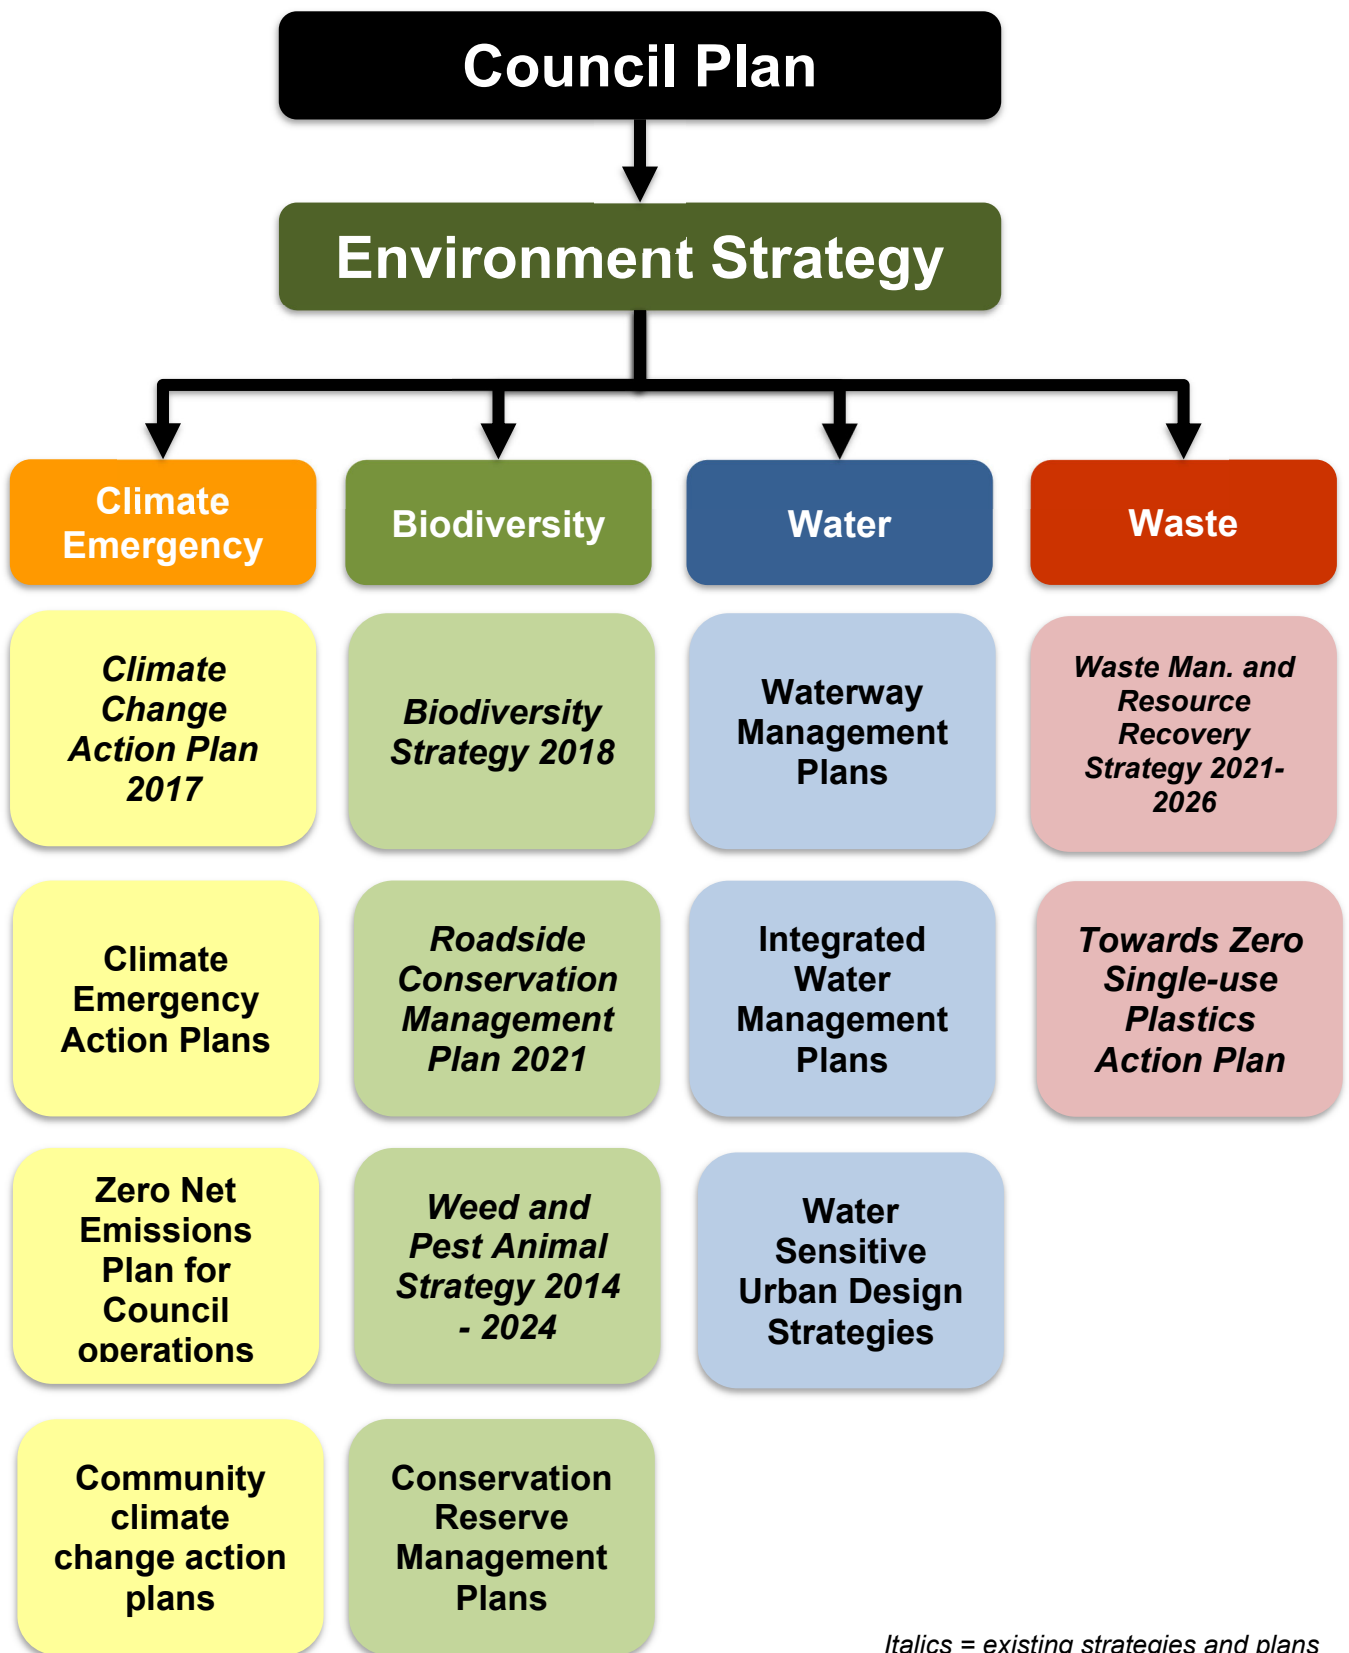 Council Plan
Environment Strategy
Climate
Emergency
Biodiversity
Water
Waste
Climate
Change
Action Plan
2017
Biodiversity
Strategy 2018
Waterway
Management
Plans
Waste Man. and
Resource
Recovery
Strategy 2021-
2026
Climate
Emergency
Action Plans
Roadside
Conservation
Management
Plan 2021
Integrated
Water
Management
Plans
Towards Zero
Single-use
Plastics
Action Plan
Zero Net
Emissions
Plan for
Council
operations
Weed and
Pest Animal
Strategy 2014
- 2024
Water
Sensitive
Urban Design
Strategies
Community
climate
change action
plans
Conservation
Reserve
Management
Plans
Italics = existing strategies and plans